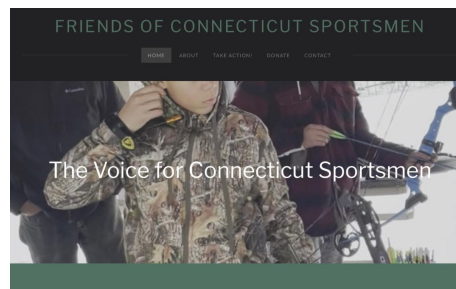 FRIENDS OF CONNECTICUT SPORTSMEN
HOME ABOUT TAKE ACTION! DONATE CONTACT
The Voice for Connecticut Sportsmen